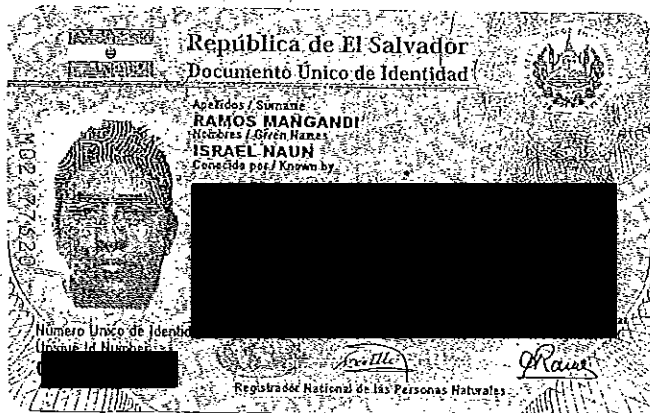 República de El Salvador
Documento Único de Identidad
Apellidos / Surname
RAMOS MANGANDI
Nombres / Given Names
ISRAEL NAUN
Conocido por / Known by
Número Único de Identid
Unique Id Number
Registrador Nacional de las Personas Naturales